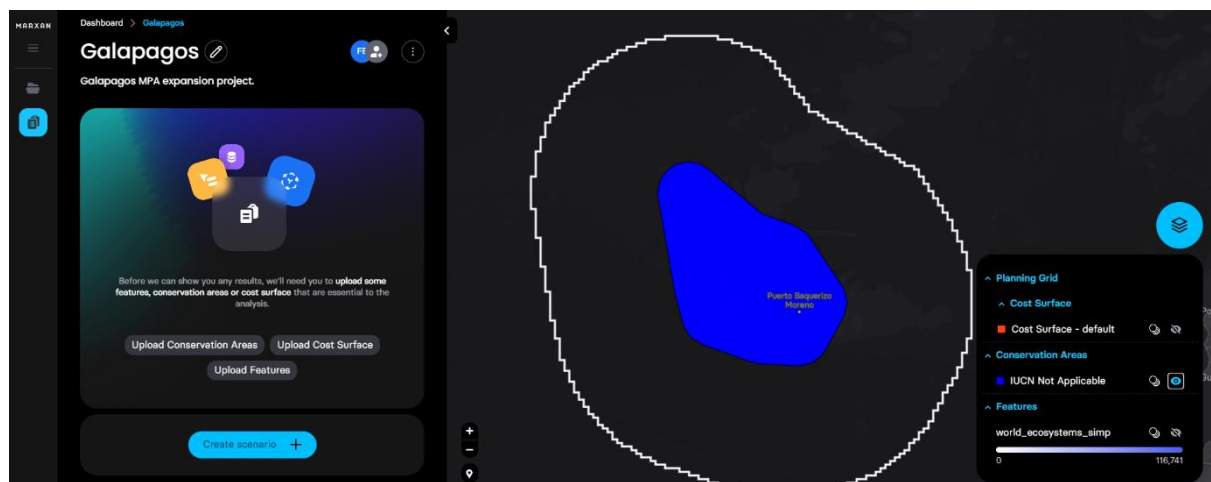 MARXAN
Dashboard > Galapagos
Galapagos
FE
Galapagos MPA expansion project.
Before we can show you any results, we'll need you to upload some
features, conservation areas or cost surface that are essential to the
analysis.
Upload Conservation Areas
Upload Cost Surface
Upload Features
Create scenario +
Puerto Baquerizo
Moreno
Planning Grid
Cost Surface
Cost Surface - default
Conservation Areas
IUCN Not Applicable
Features
world_ecosystems_simp
0
116,741